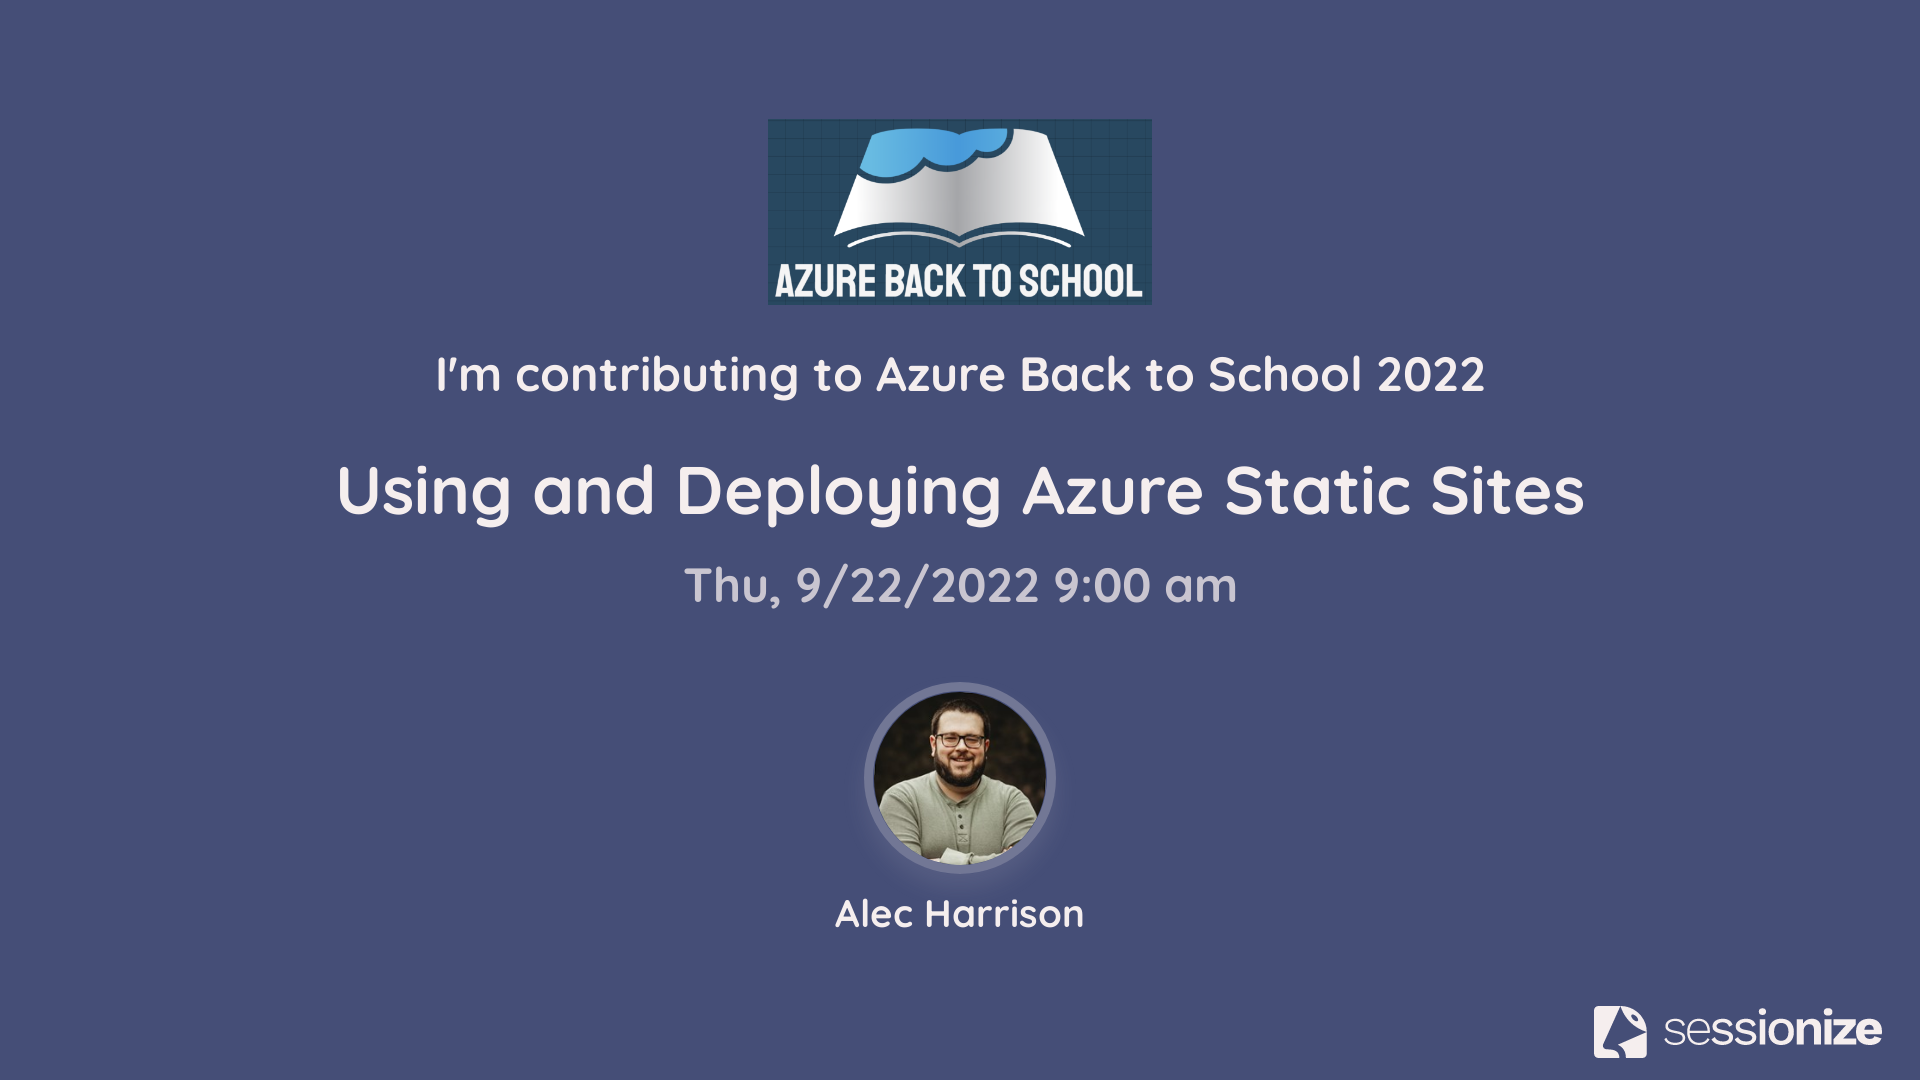 AZURE BACK TO SCHOOL
I'm contributing to Azure Back to School 2022
Using and Deploying Azure Static Sites
Thu, 9/22/2022 9:00 am
Alec Harrison
sessionize